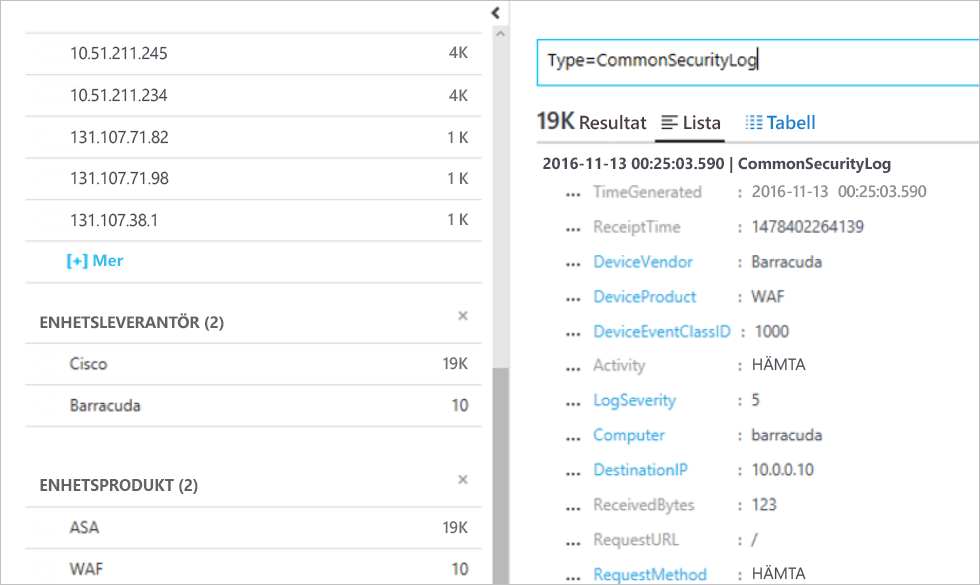 10.51.211.245 4K
10.51.211.234 4K
131.107.71.82 1 K
131.107.71.98 1 K
131.107.38.1 1 K
[+] Mer
ENHETSLEVERANTÖR (2)
Cisco 19K
Barracuda 10
ENHETSPRODUKT (2)
ASA 19K
WAF 10
Type=CommonSecurityLog
19K Resultat Lista Tabell
2016-11-13 00:25:03.590 | CommonSecurityLog
... TimeGenerated : 2016-11-13 00:25:03.590
... ReceiptTime : 1478402264139
... DeviceVendor : Barracuda
... DeviceProduct : WAF
... DeviceEventClassID : 1000
... Activity : HÄMTA
... LogSeverity : 5
... Computer : barracuda
... DestinationIP : 10.0.0.10
... ReceivedBytes : 123
... RequestURL : /
... RequestMethod : HÄMTA